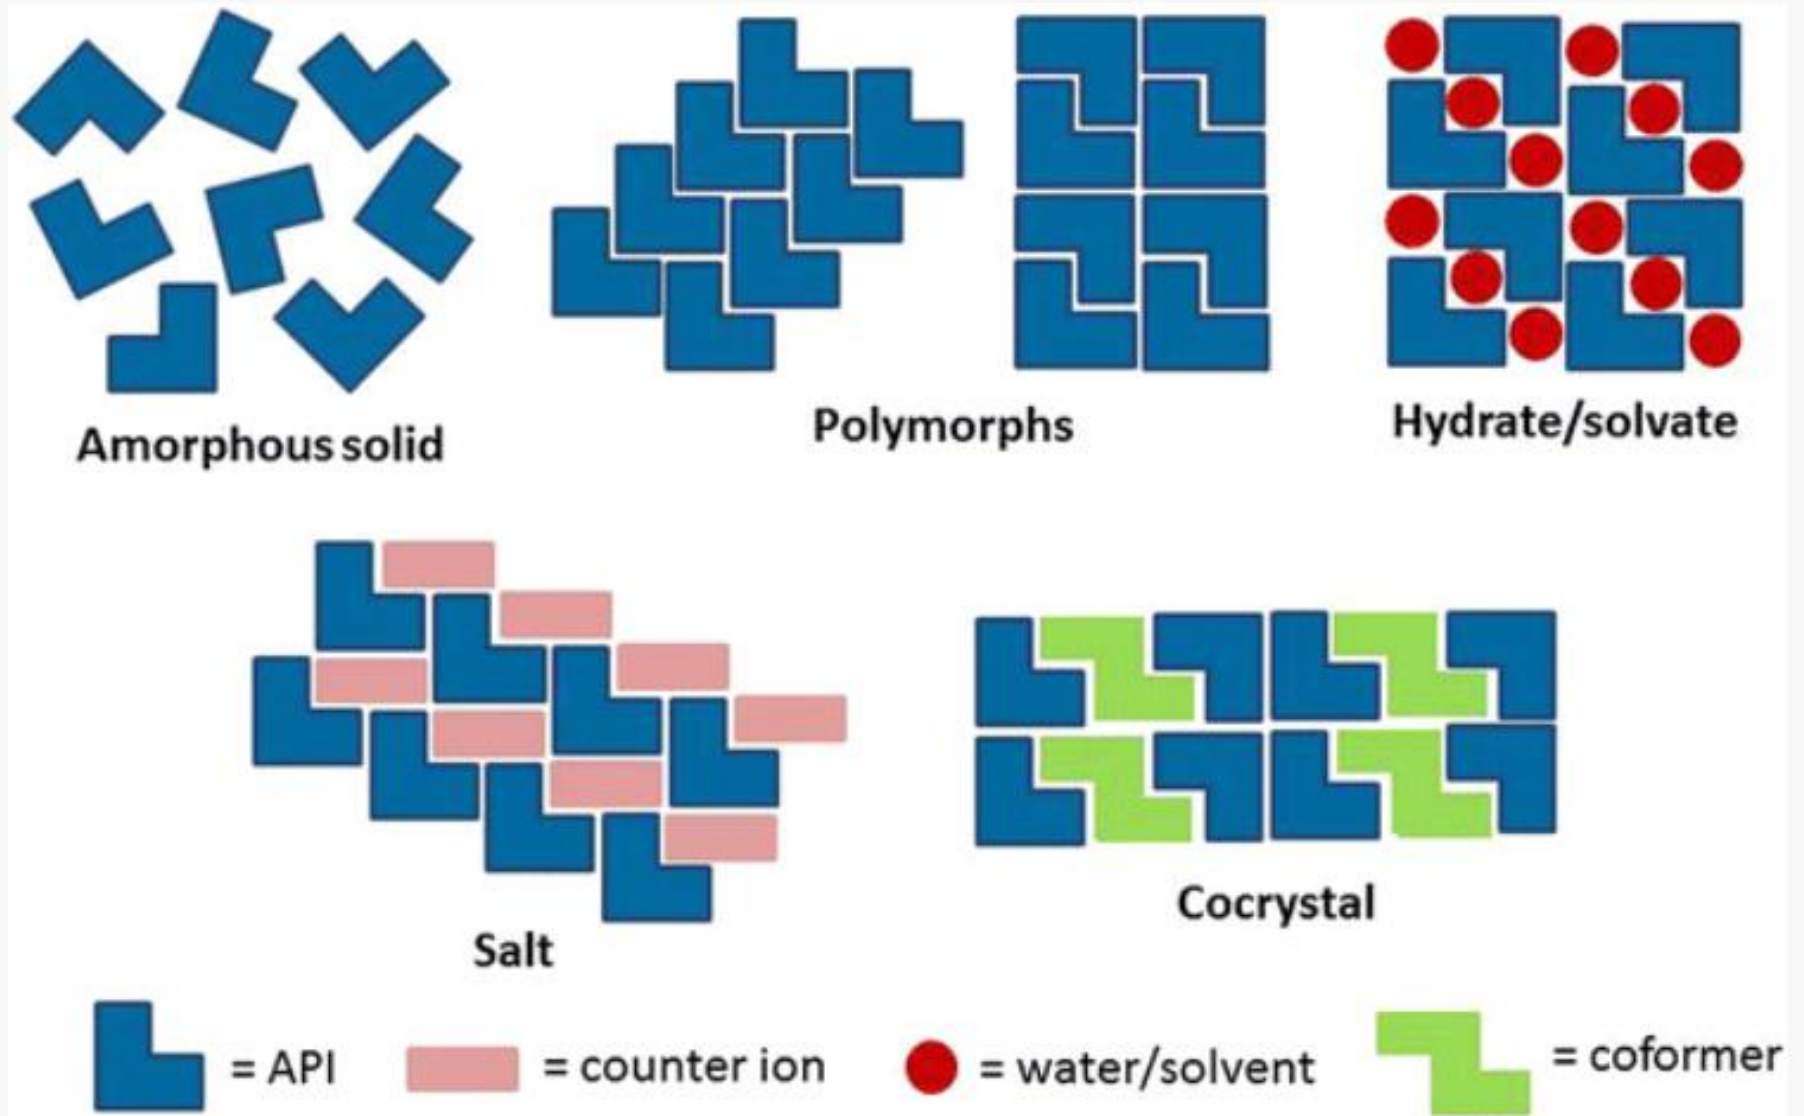 Amorphous solid
Polymorphs
Hydrate/solvate
Salt
Cocrystal
= API
= counter ion
= water/solvent
= coformer